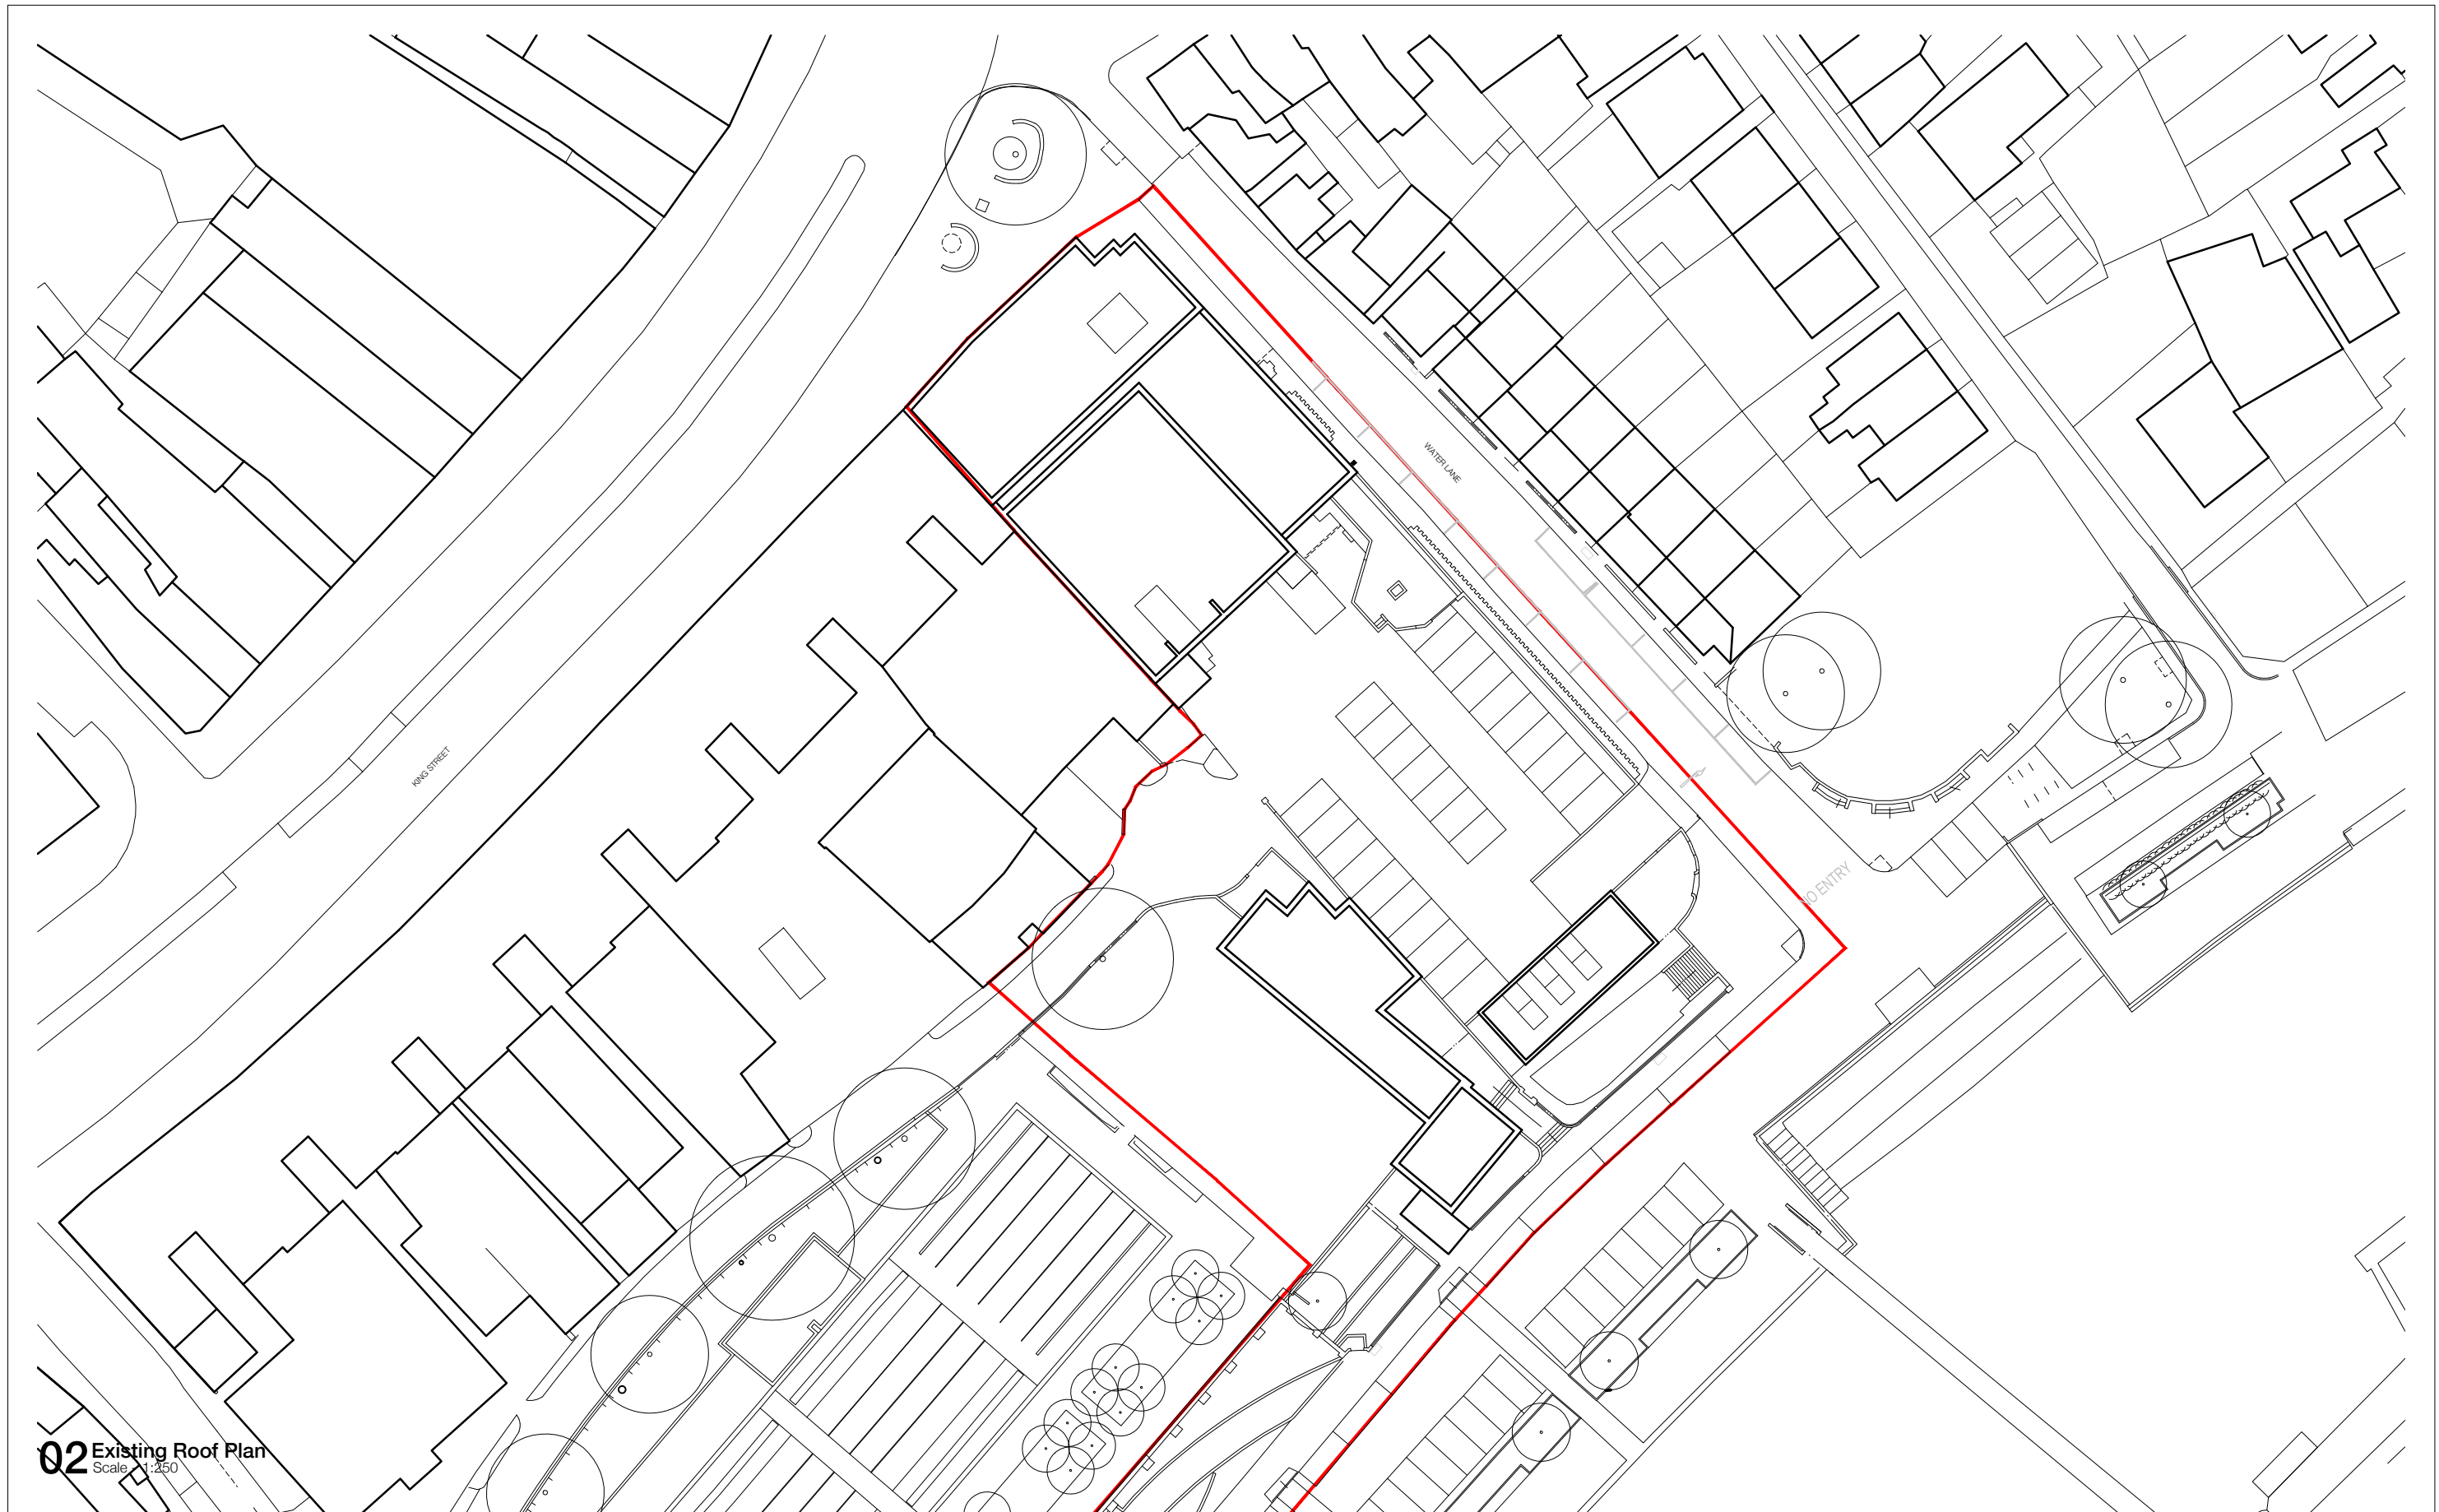 WATER LANE
KING STREET
NO ENTRY
02 Existing Roof Plan
Scale - 1:250